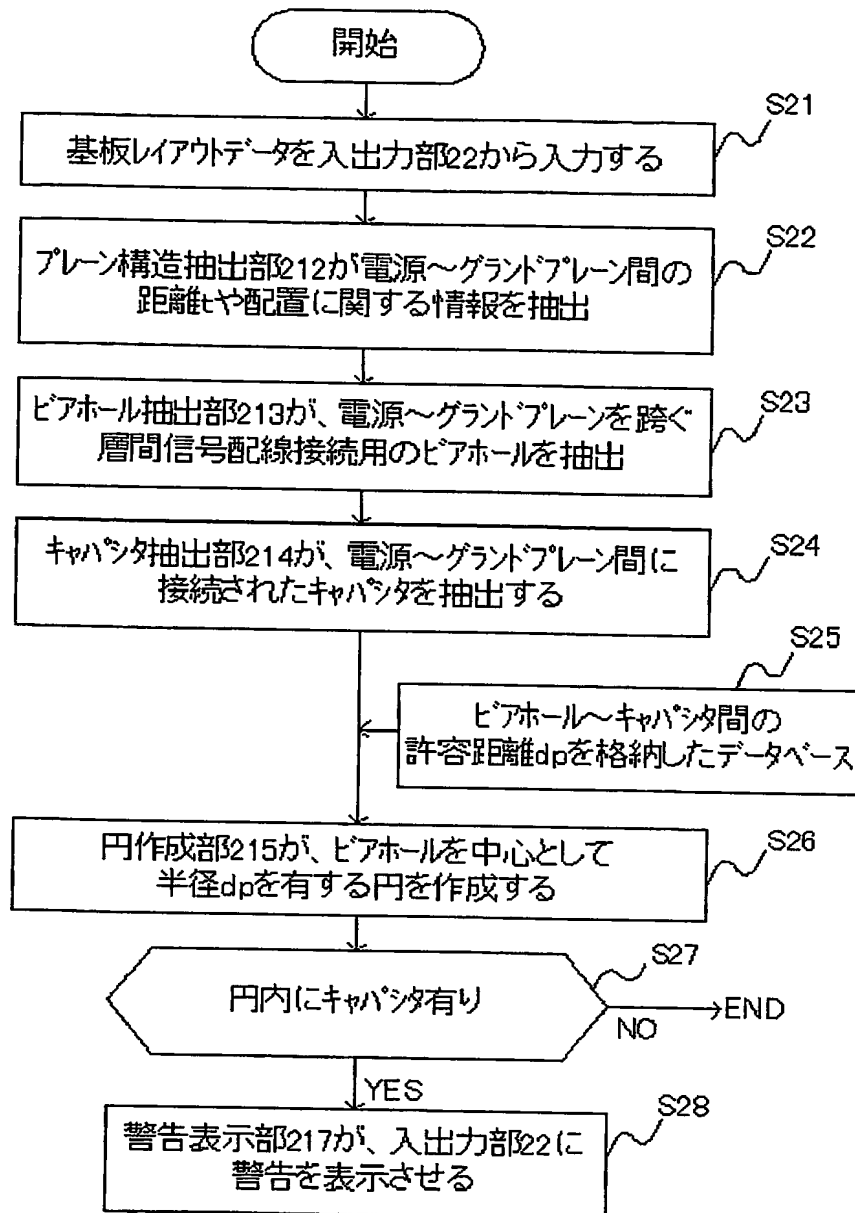 開始
S21
基板レイアウトデータを入出力部22から入力する
S22
プレーン構造抽出部212が電源～グランドプレーン間の
距離tや配置に関する情報を抽出
S23
ビアホール抽出部213が、電源～グランドプレーンを跨ぐ
層間信号配線接続用のビアホールを抽出
S24
キャパシタ抽出部214が、電源～グランドプレーン間に
接続されたキャパシタを抽出する
S25
ビアホール～キャパシタ間の
許容距離dpを格納したデータベース
S26
円作成部215が、ビアホールを中心として
半径dpを有する円を作成する
S27
円内にキャパシタ有り
NO
END
YES
S28
警告表示部217が、入出力部22に
警告を表示させる